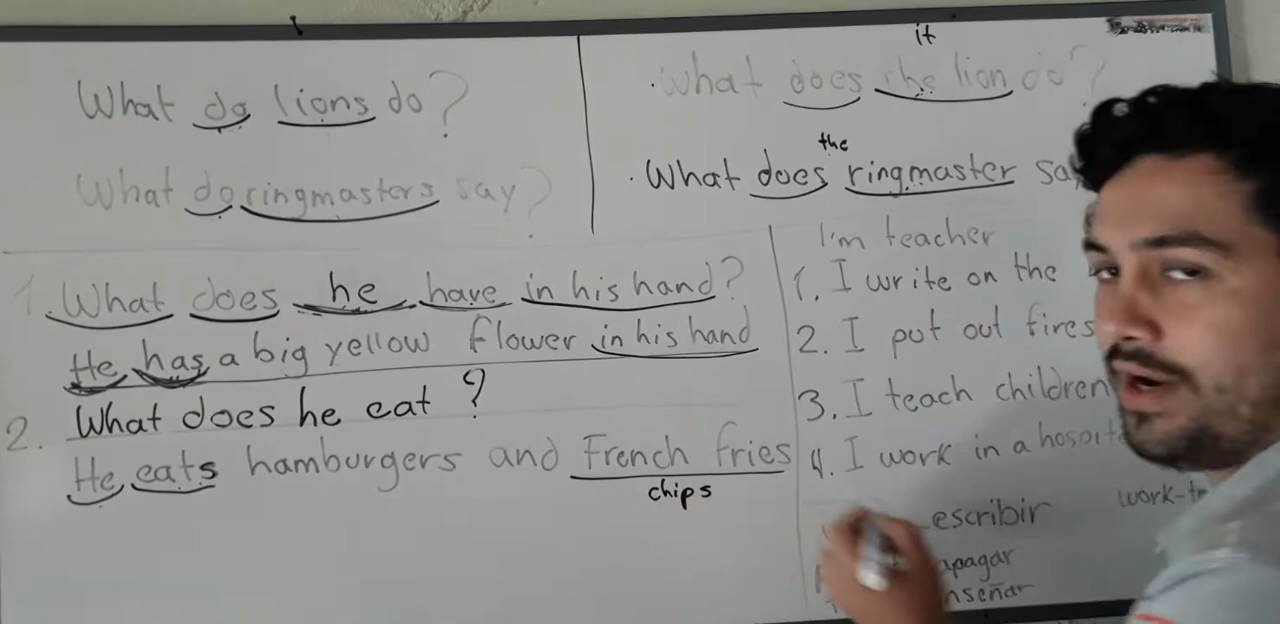 What do lions do?
What do ringmasters say?
it
What does the lion do?
the
What does ringmaster
1. What does he have in his hand?
He has a big yellow flower in his hand
2. What does he eat?
He eats hamburgers and French fries
chips
I'm teacher
1. I write on the
2. I put out fires
3. I teach children
4. I work in a
escribir
apagar